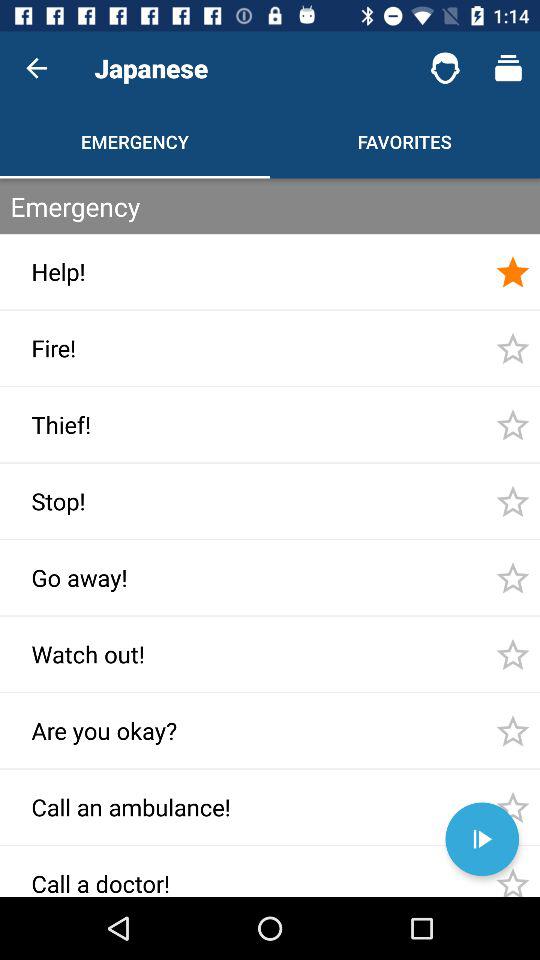 1:14
Japanese
EMERGENCY FAVORITES
Emergency
Help!
Fire!
Thief!
Stop!
Go away!
Watch out!
Are you okay?
Call an ambulance!
Call a doctor!